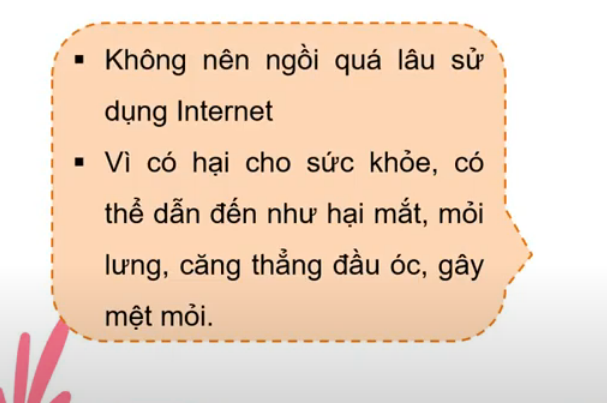 ▪ Không nên ngồi quá lâu sử
dụng Internet
▪ Vì có hại cho sức khỏe, có
thể dẫn đến như hại mắt, mỏi
lưng, căng thẳng đầu óc, gây
mệt mỏi.